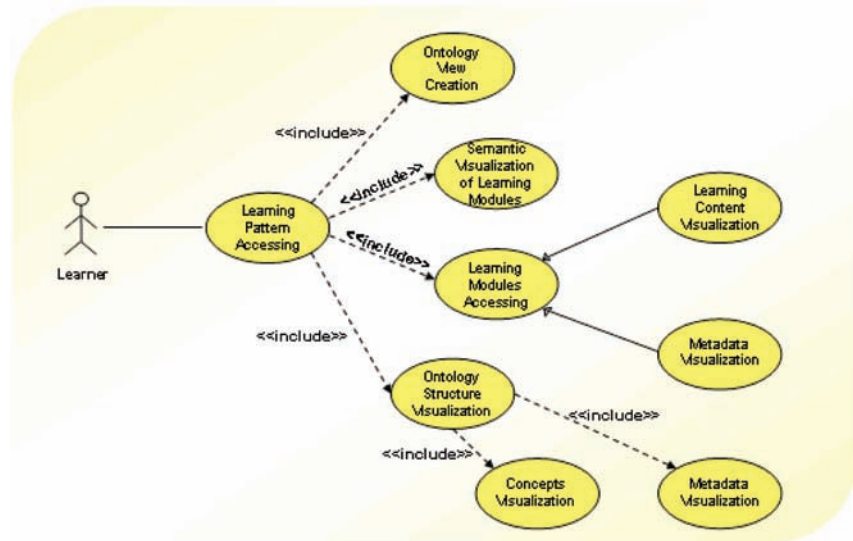 Ontology
View
Creation
<<include>>
Semantic
Visualization
of Learning
Modules
<<include>>
Learning
Content
Visualization
Learning
Pattern
Accessing
<<include>>
Learner
Learning
Modules
Accessing
<<include>>
Metadata
Visualization
Ontology
Structure
Visualization
<<include>>
<<include>>
Concepts
Visualization
Metadata
Visualization